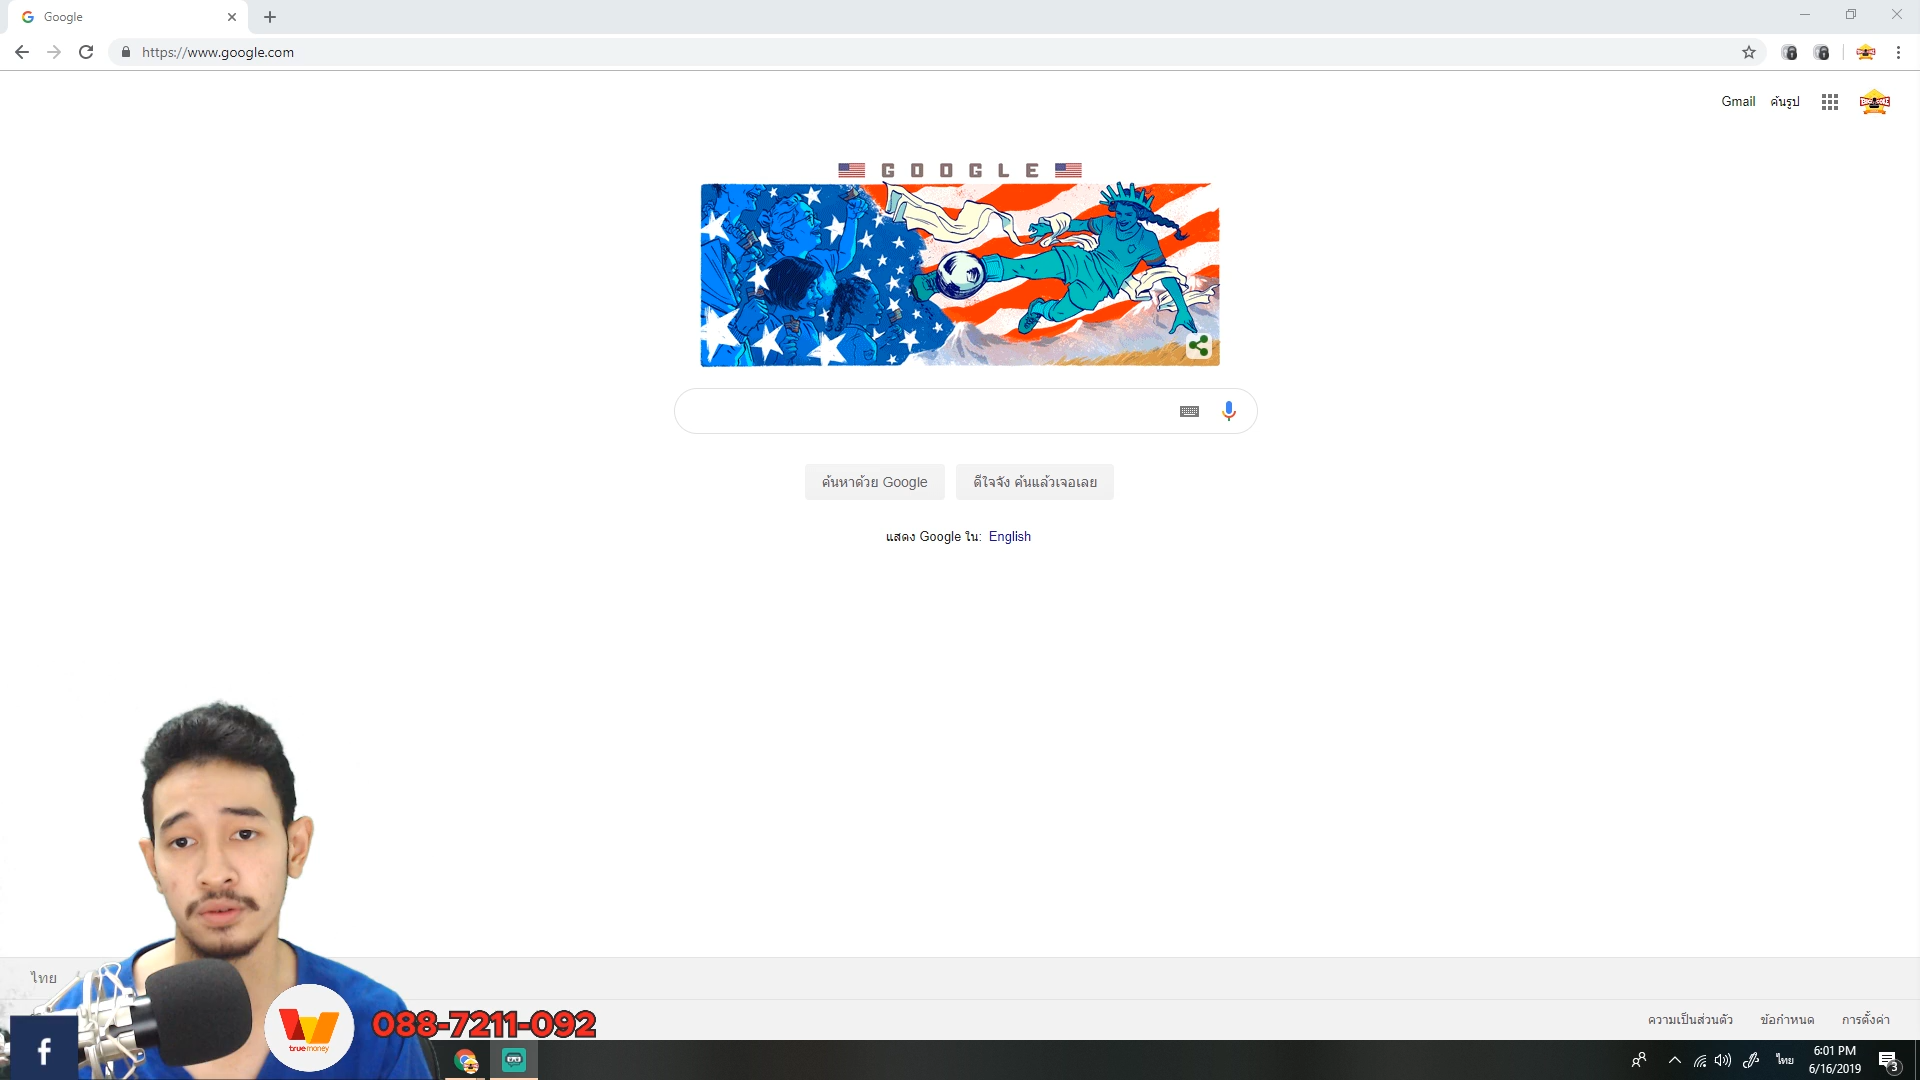 Google
https://www.google.com
Gmail ค้นรูป
GOOGLE
ค้นหาด้วย Google
ดีใจจัง ค้นแล้วเจอเลย
แสดง Google ใน: English
ไทย
ความเป็นส่วนตัว ข้อกำหนด การตั้งค่า
f
truemoney
088-7211-092
ไทย
6:01 PM
6/16/2019
3